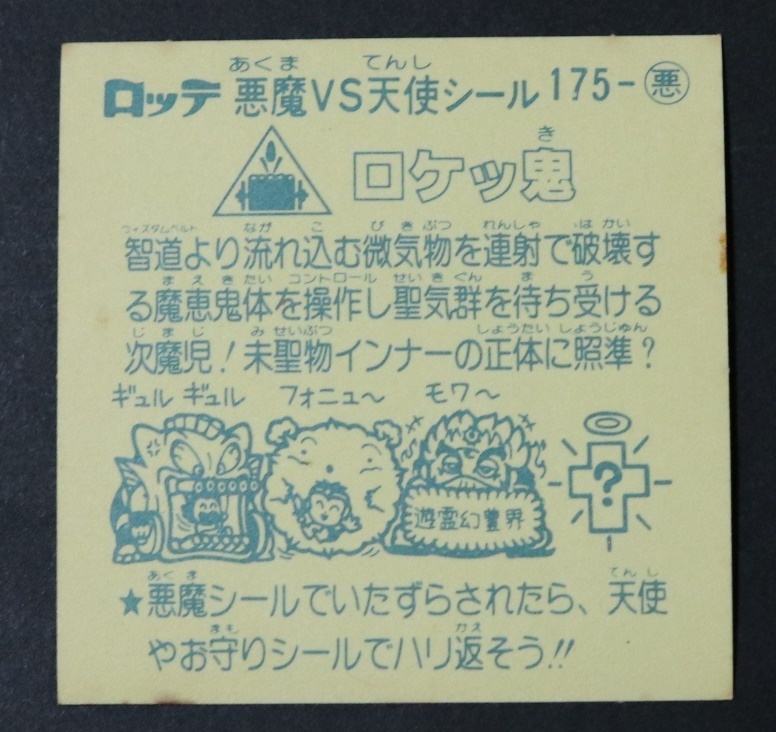 あくま てんし
ロッテ 悪魔VS天使シール 175-悪
き
ロケッ鬼
ウィズダムベルト なが こ びきぶつ れんしゃ はかい
智道より流れ込む微気物を連射で破壊す
まえきたい コントロール せいきぐん ま う
る魔恵鬼体を操作し聖気群を待ち受ける
じまじ みせいぶつ しょうたい しょうじゅん
次魔児!未聖物インナーの正体に照準?
ギュル ギュル フォニュ〜 モワ〜
遊霊幻豊界
?
あくま てんし
★悪魔シールでいたずらされたら、天使
まも かえ
やお守りシールでハリ返そう!!